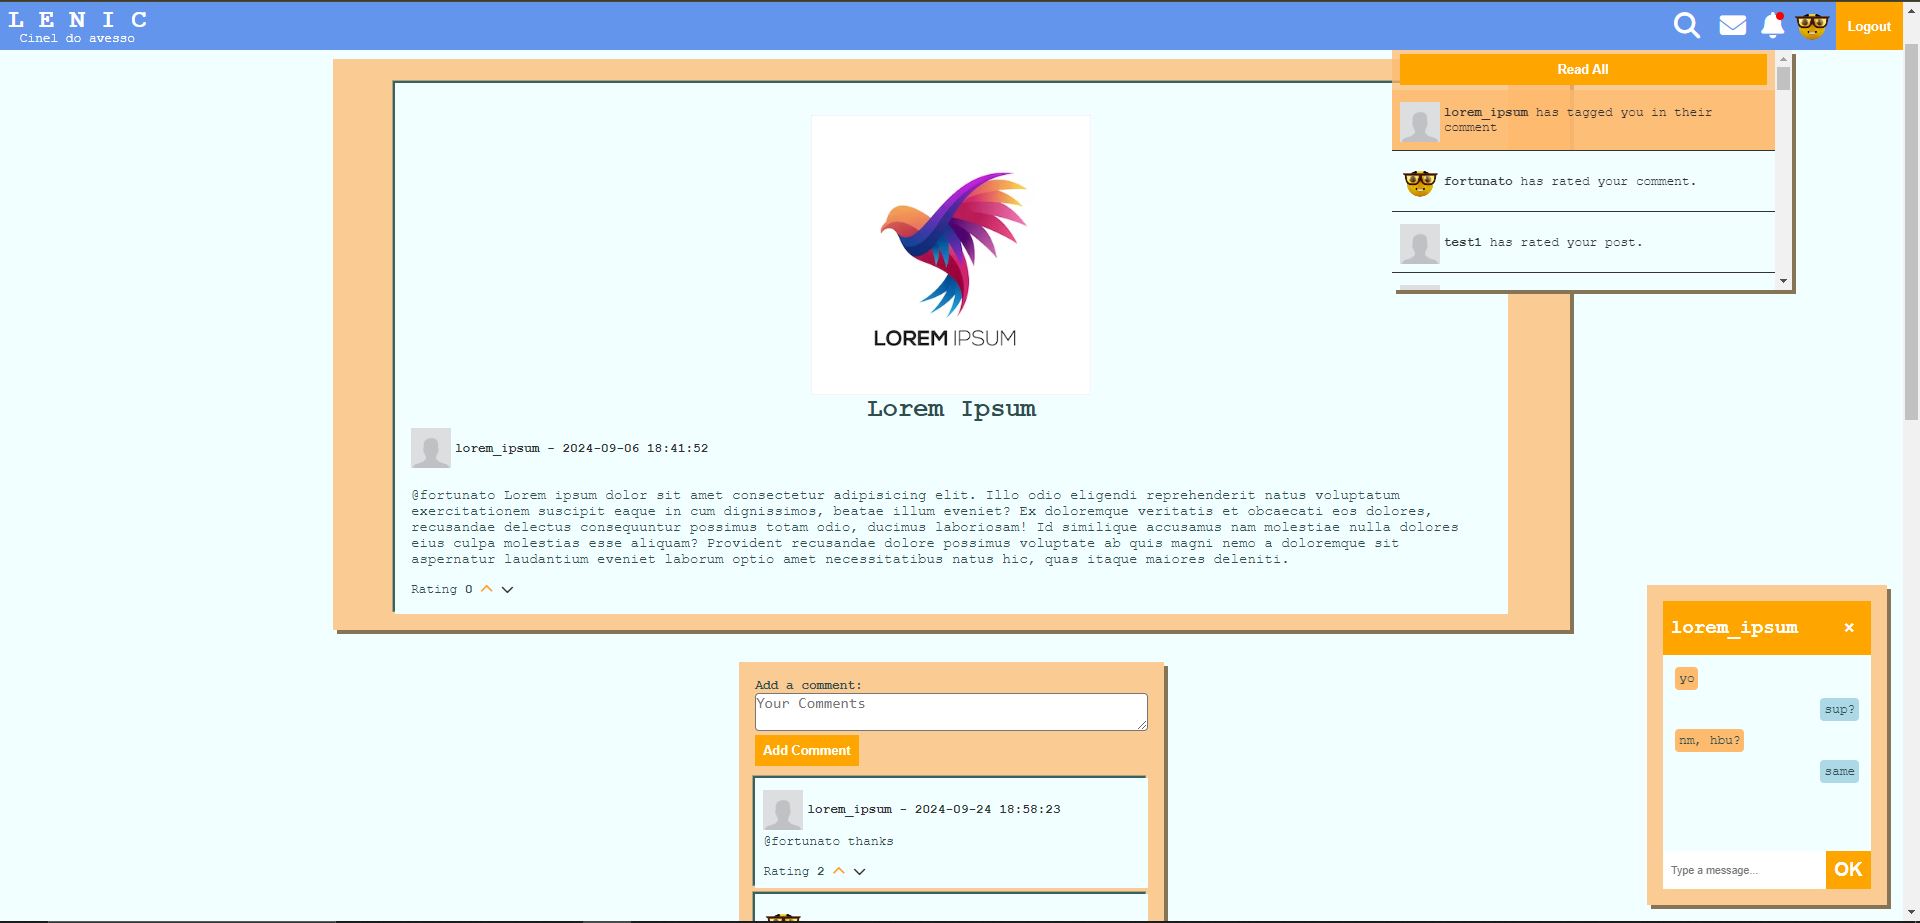 L E N I C
Cinel do avesso
Logout
Read All
lorem_ipsum has tagged you in their
comment
fortunato has rated your comment.
test1 has rated your post.
LOREM IPSUM
Lorem Ipsum
lorem_ipsum - 2024-09-06 18:41:52
@fortunato Lorem ipsum dolor sit amet consectetur adipisicing elit. Illo odio eligendi reprehenderit natus voluptatum
exercitationem suscipit eaque in cum dignissimos, beatae illum eveniet? Ex doloremque veritatis et obcaecati eos dolores,
recusandae delectus consequuntur possimus totam odio, ducimus laboriosam! Id similique accusamus nam molestiae nulla dolores
eius culpa molestias esse aliquam? Provident recusandae dolore possimus voluptate ab quis magni nemo a doloremque sit
aspernatur laudantium eveniet laborum optio amet necessitatibus natus hic, quas itaque maiores deleniti.
Rating 0
Add a comment:
Your Comments
Add Comment
lorem_ipsum - 2024-09-24 18:58:23
@fortunato thanks
Rating 2
lorem_ipsum ×
yo
sup?
nm, hbu?
same
Type a message...
OK